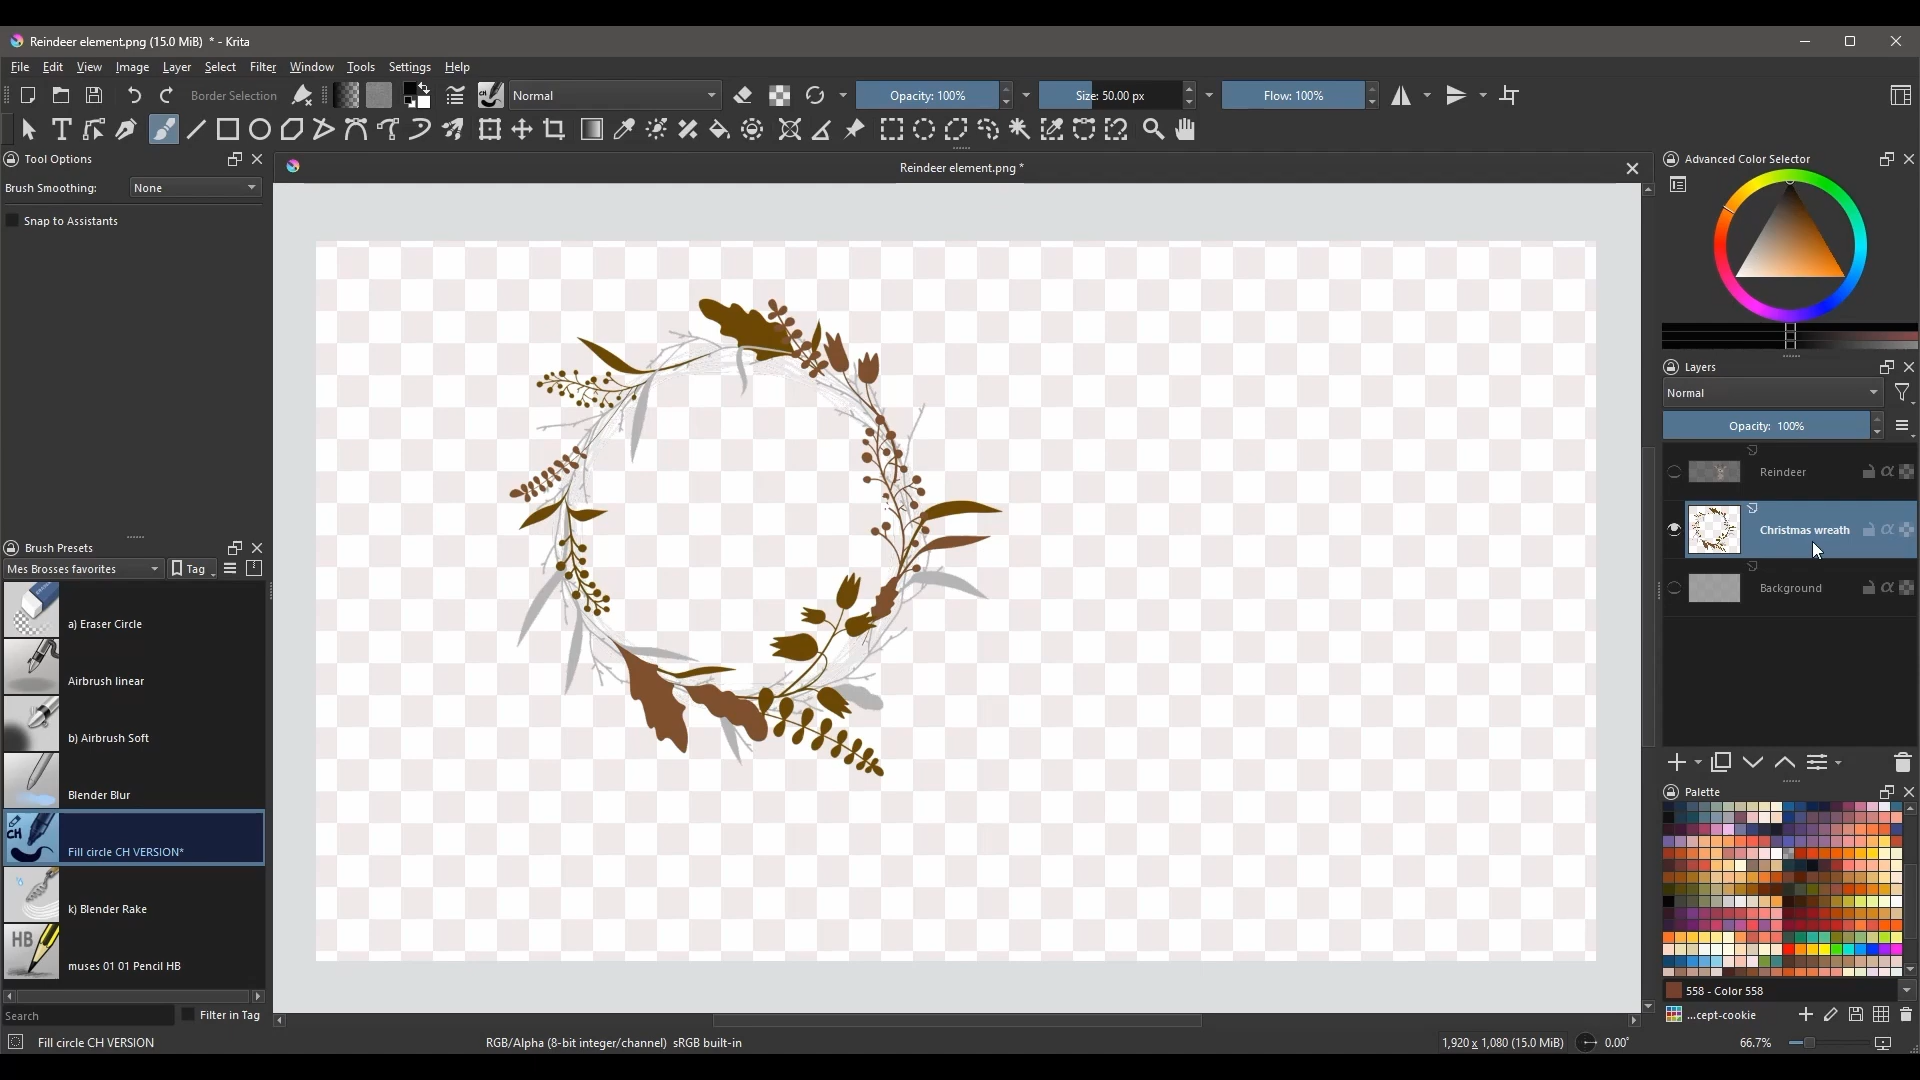 Reindeer element.png (15.0 MiB) * - Krita
File Edit View Image Layer Select Filter Window Tools Settings Help
Border Selection Normal Opacity: 100% Size: 50.00 px Flow: 100%
Tool Options
Reindeer element.png *
Advanced Color Selector
Brush Smoothing: None
Snap to Assistants
Layers
Normal
Opacity: 100%
Reindeer
Christmas wreath
Background
Brush Presets
Mes Brosses favorites Tag
a) Eraser Circle
Airbrush linear
b) Airbrush Soft
Blender Blur
CH
Fill circle CH VERSION*
k) Blender Rake
HB
muses 01 01 Pencil HB
Palette
558 - Color 558
Search Filter in Tag
...cept-cookie
Fill circle CH VERSION
RGB/Alpha (8-bit integer/channel) sRGB built-in
1,920 x 1,080 (15.0 MiB) 0.00°
66.7%